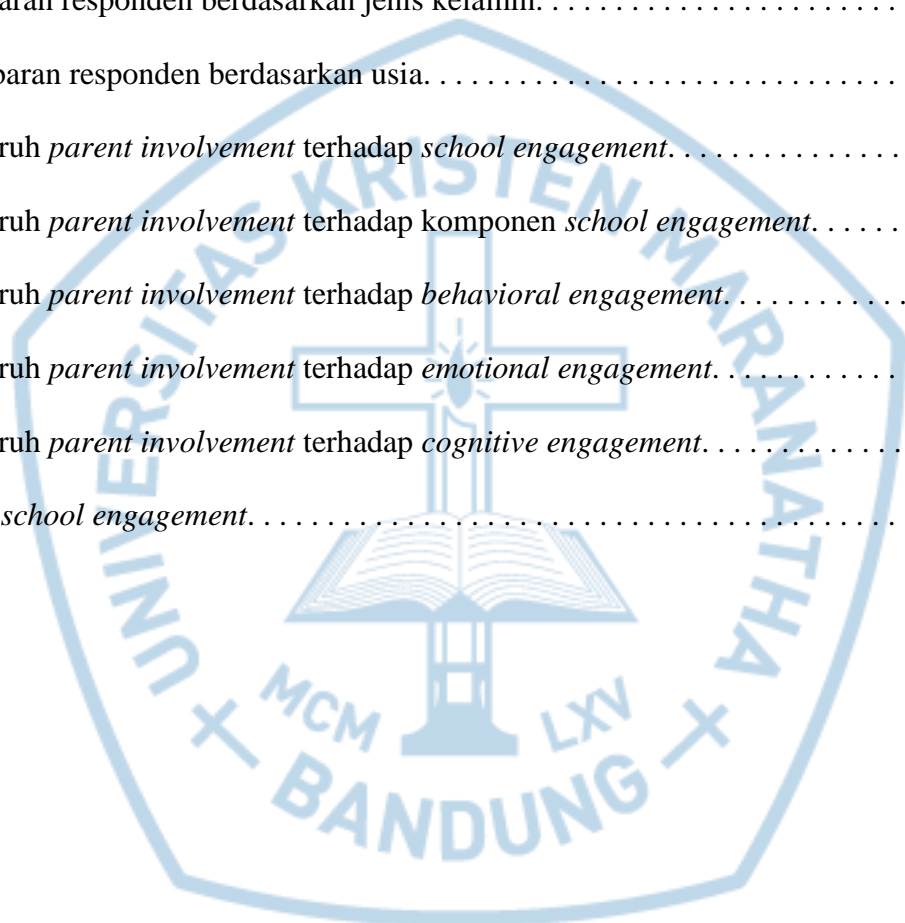 aran responden berdasarkan jenis kelamin. . . . . . . . . . . . . . . . . . . . . . .
baran responden berdasarkan usia. . . . . . . . . . . . . . . . . . . . . . . . . . . . . .
ruh parent involvement terhadap school engagement. . . . . . . . . . . . . . .
ruh parent involvement terhadap komponen school engagement. . . . . .
ruh parent involvement terhadap behavioral engagement. . . . . . . . . . . .
ruh parent involvement terhadap emotional engagement. . . . . . . . . . . .
ruh parent involvement terhadap cognitive engagement. . . . . . . . . . . . .
school engagement. . . . . . . . . . . . . . . . . . . . . . . . . . . . . . . . . . . . . . . . .
UNIVERSITAS KRISTEN MARANATHA
MCM LXV
BANDUNG